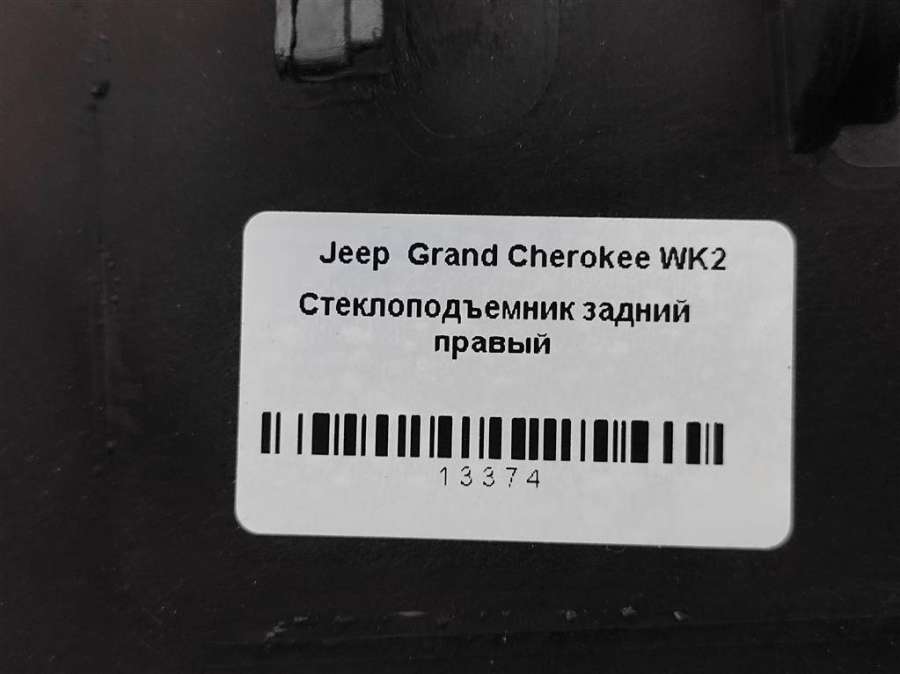 Jeep Grand Cherokee WK2
Стеклоподъемник задний
правый
13374